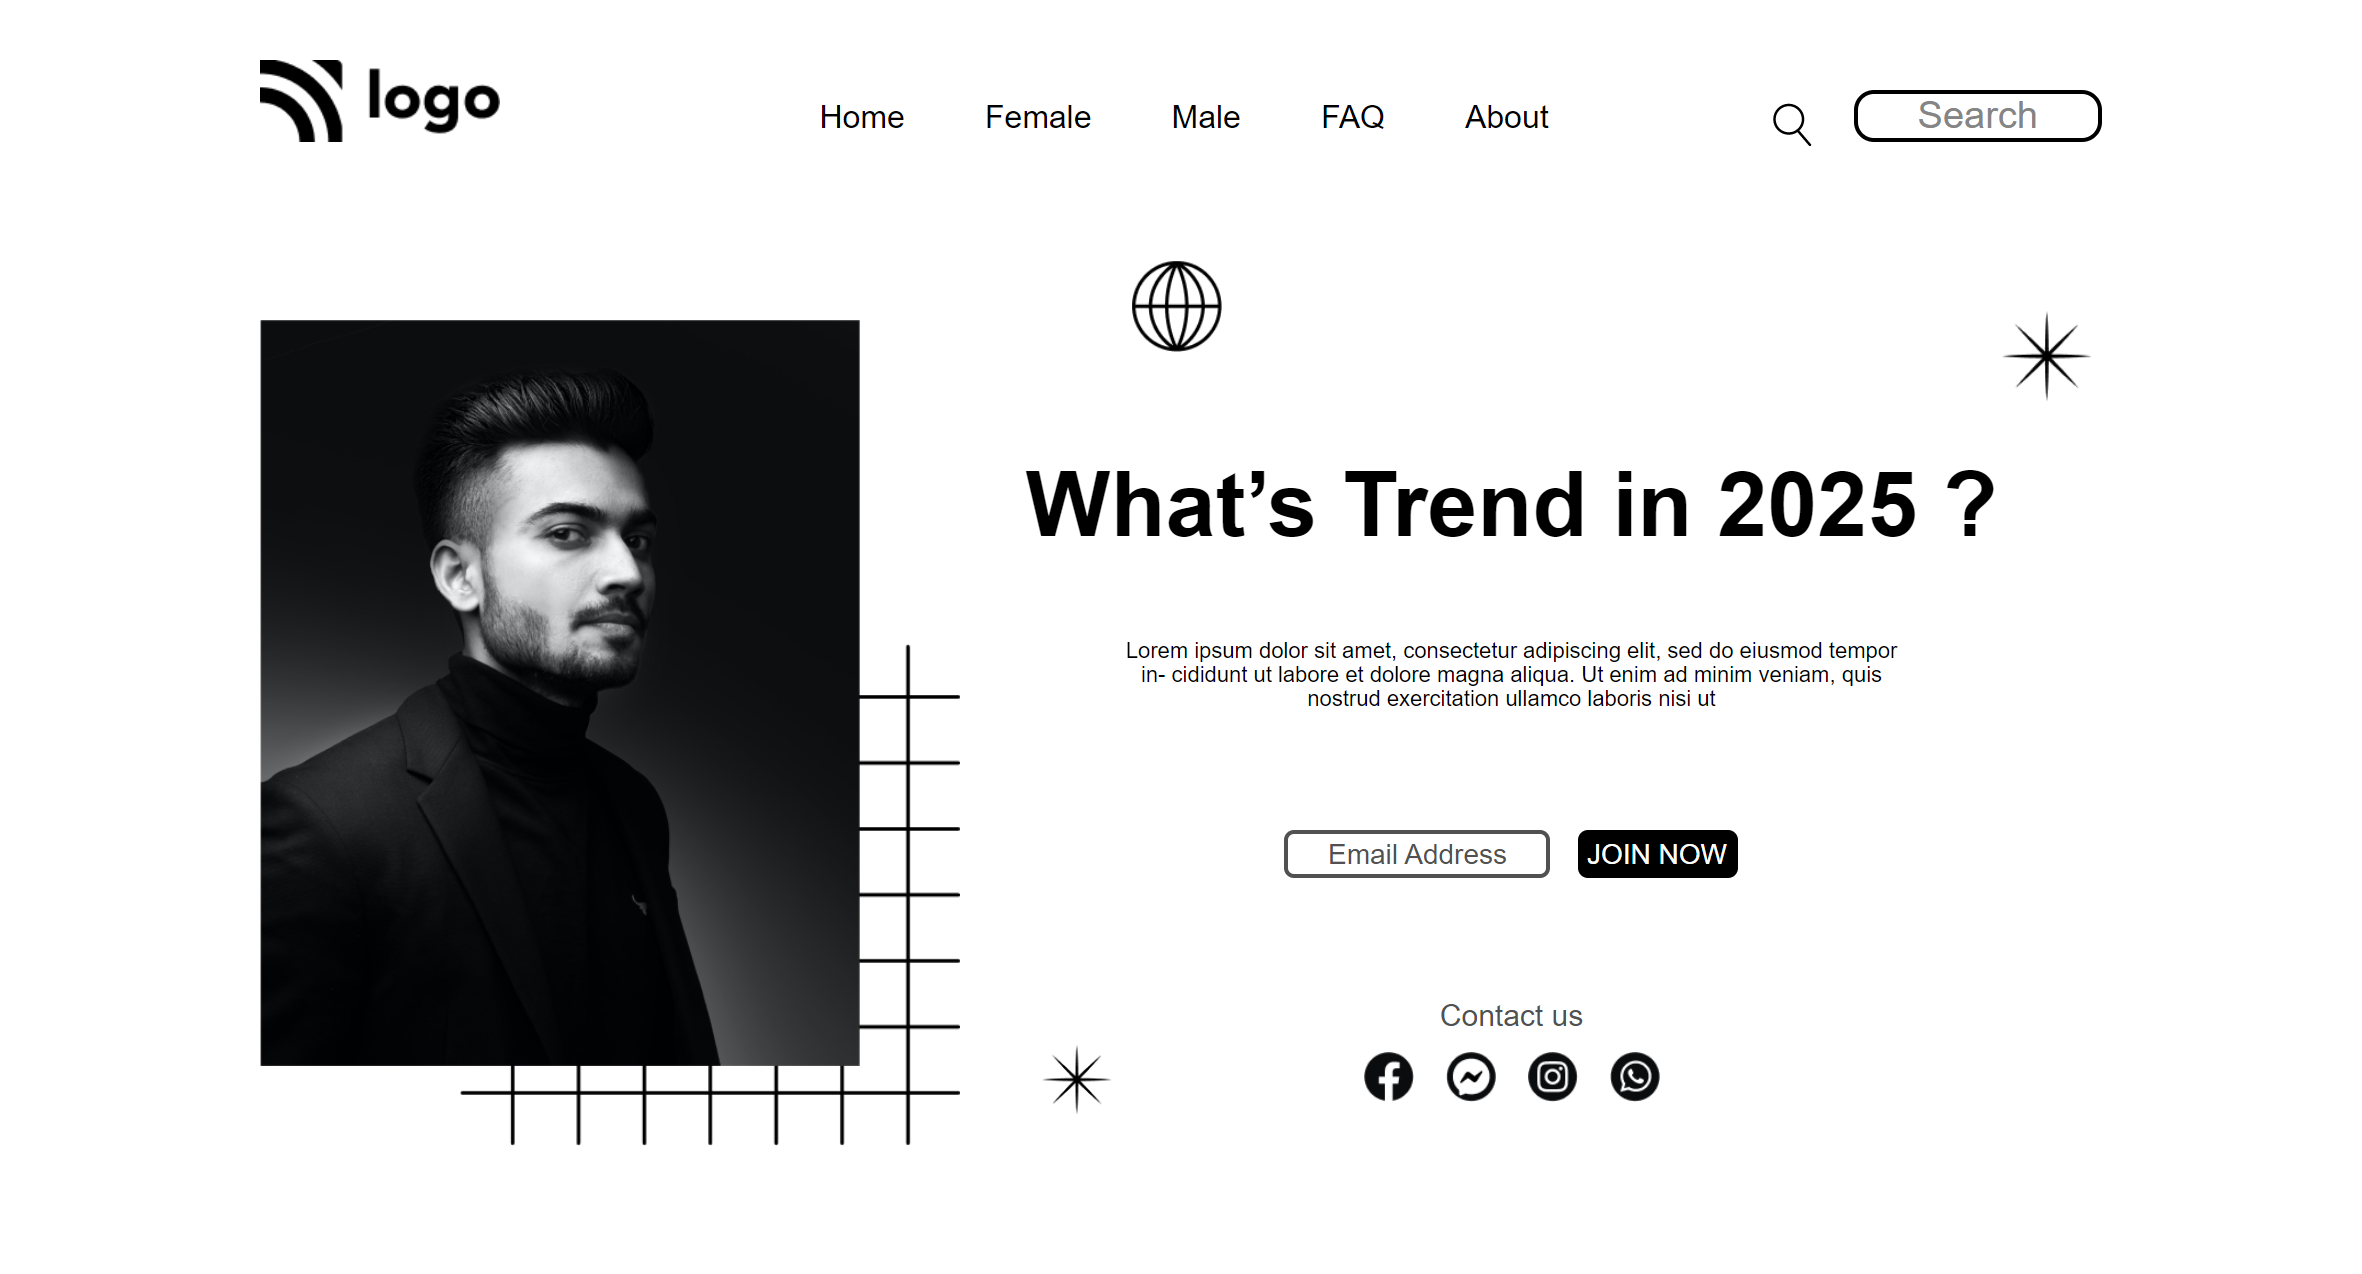 logo
Home
Female
Male
FAQ
About
Search
What’s Trend in 2025 ?
Lorem ipsum dolor sit amet, consectetur adipiscing elit, sed do eiusmod tempor
in- cididunt ut labore et dolore magna aliqua. Ut enim ad minim veniam, quis
nostrud exercitation ullamco laboris nisi ut
Email Address
JOIN NOW
Contact us